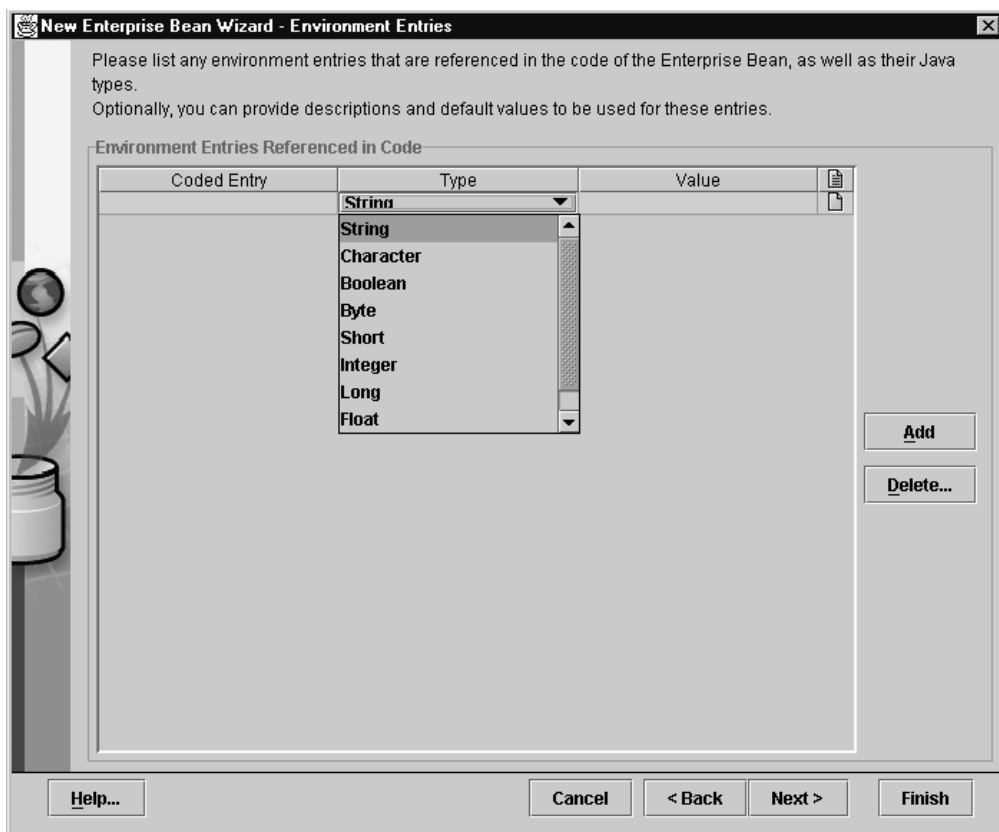 New Enterprise Bean Wizard - Environment Entries
Please list any environment entries that are referenced in the code of the Enterprise Bean, as well as their Java
types.
Optionally, you can provide descriptions and default values to be used for these entries.
Environment Entries Referenced in Code
Coded Entry Type Value
String
String
Character
Boolean
Byte
Short
Integer
Long
Float
Add
Delete...
Help... Cancel < Back Next > Finish